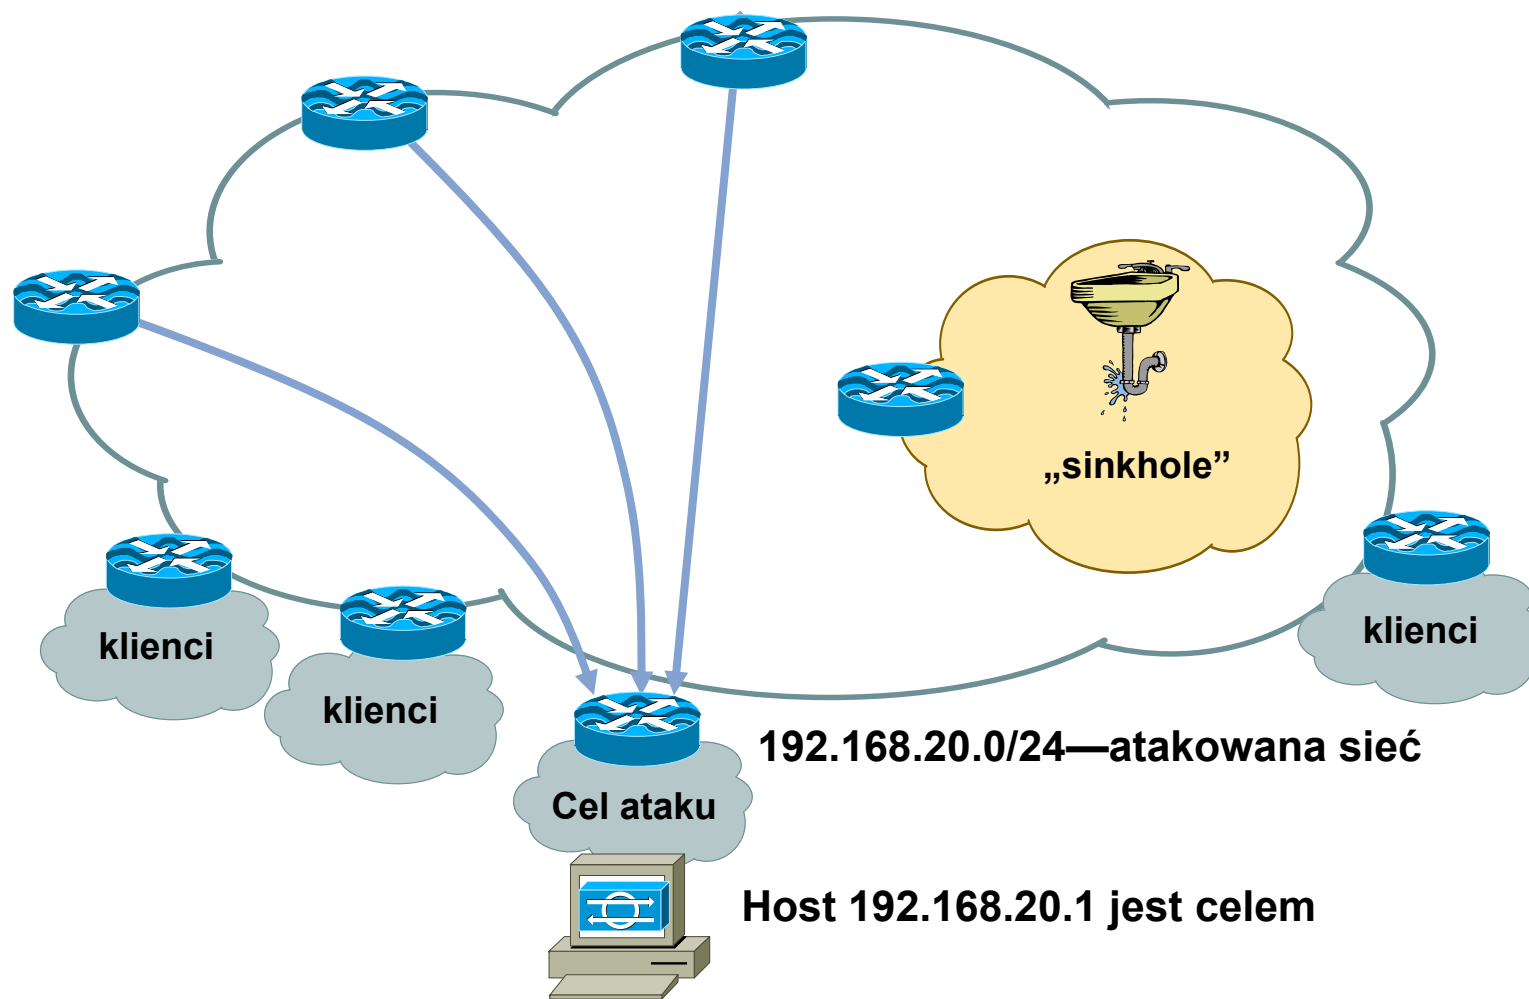 „sinkhole”
klienci
klienci
klienci
192.168.20.0/24—atakowana sieć
Cel ataku
Host 192.168.20.1 jest celem